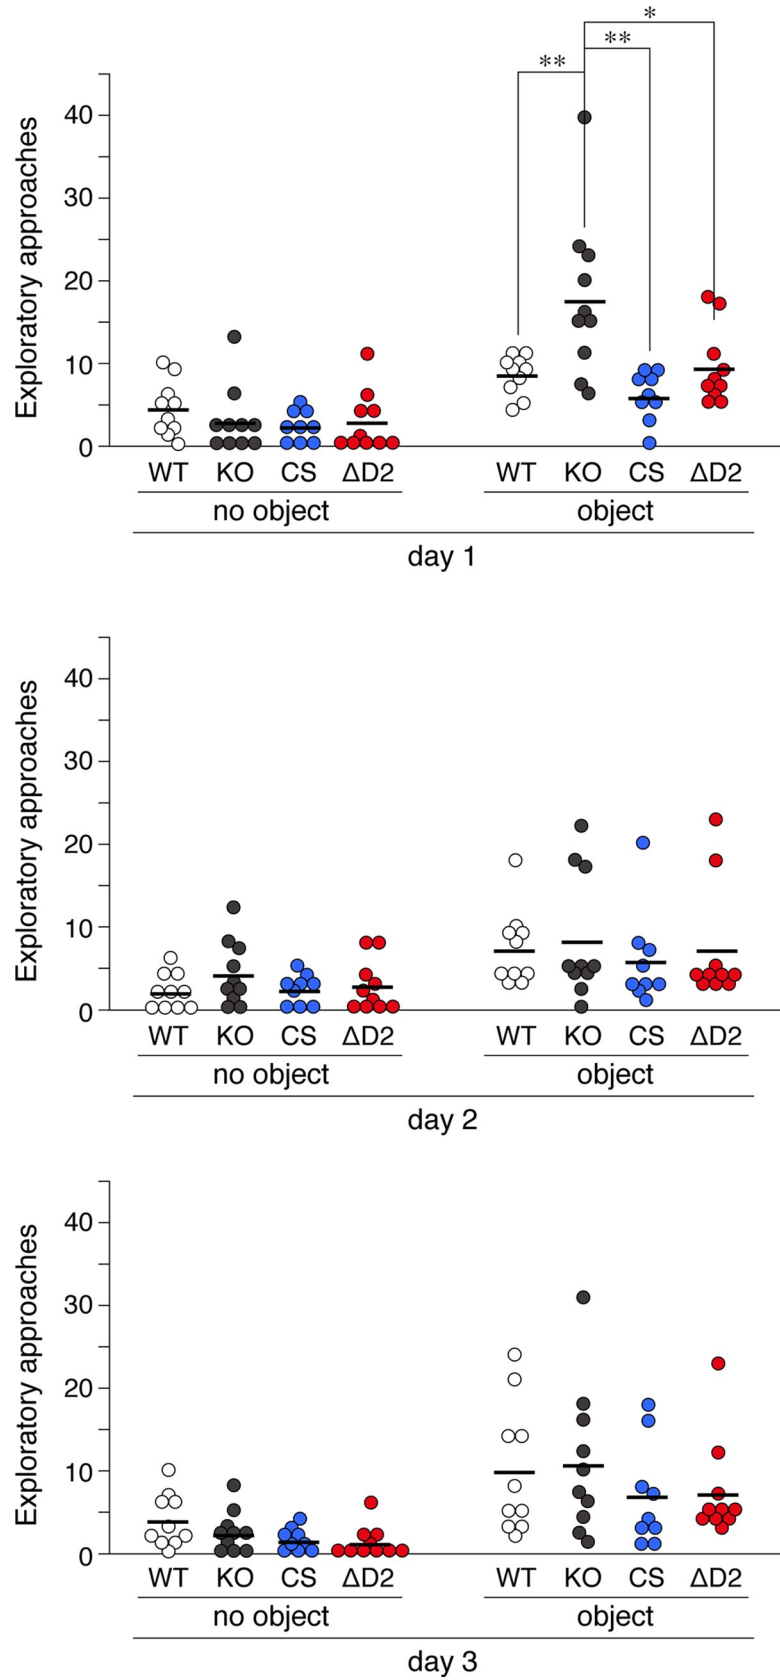 *
**
**
Exploratory approaches
40
30
20
10
0
WT KO CS ΔD2 WT KO CS ΔD2
no object object
day 1
Exploratory approaches
40
30
20
10
0
WT KO CS ΔD2 WT KO CS ΔD2
no object object
day 2
Exploratory approaches
40
30
20
10
0
WT KO CS ΔD2 WT KO CS ΔD2
no object object
day 3